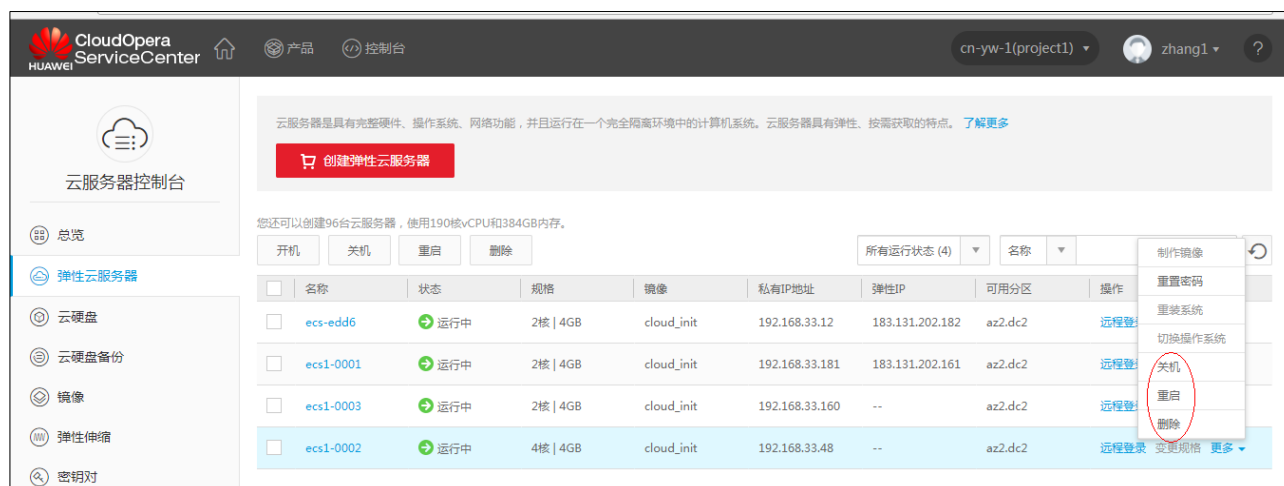 CloudOpera
ServiceCenter
HUAWEI
产品
控制台
cn-yw-1(project1)
zhang1
?
云服务器控制台
总览
弹性云服务器
云硬盘
云硬盘备份
镜像
弹性伸缩
密钥对
云服务器是具有完整硬件、操作系统、网络功能，并且运行在一个完全隔离环境中的计算机系统。云服务器具有弹性、按需获取的特点。 了解更多
创建弹性云服务器
您还可以创建96台云服务器，使用190核vCPU和384GB内存。
开机 关机 重启 删除 所有运行状态 (4) 名称
名称 状态 规格 镜像 私有IP地址 弹性IP 可用分区 操作
ecs-edd6 运行中 2核 | 4GB cloud_init 192.168.33.12 183.131.202.182 az2.dc2 远程登
ecs1-0001 运行中 2核 | 4GB cloud_init 192.168.33.181 183.131.202.161 az2.dc2 远程登
ecs1-0003 运行中 2核 | 4GB cloud_init 192.168.33.160 -- az2.dc2 远程登
ecs1-0002 运行中 4核 | 4GB cloud_init 192.168.33.48 -- az2.dc2 远程登录 变更规格 更多
制作镜像
重置密码
重装系统
切换操作系统
关机
重启
删除